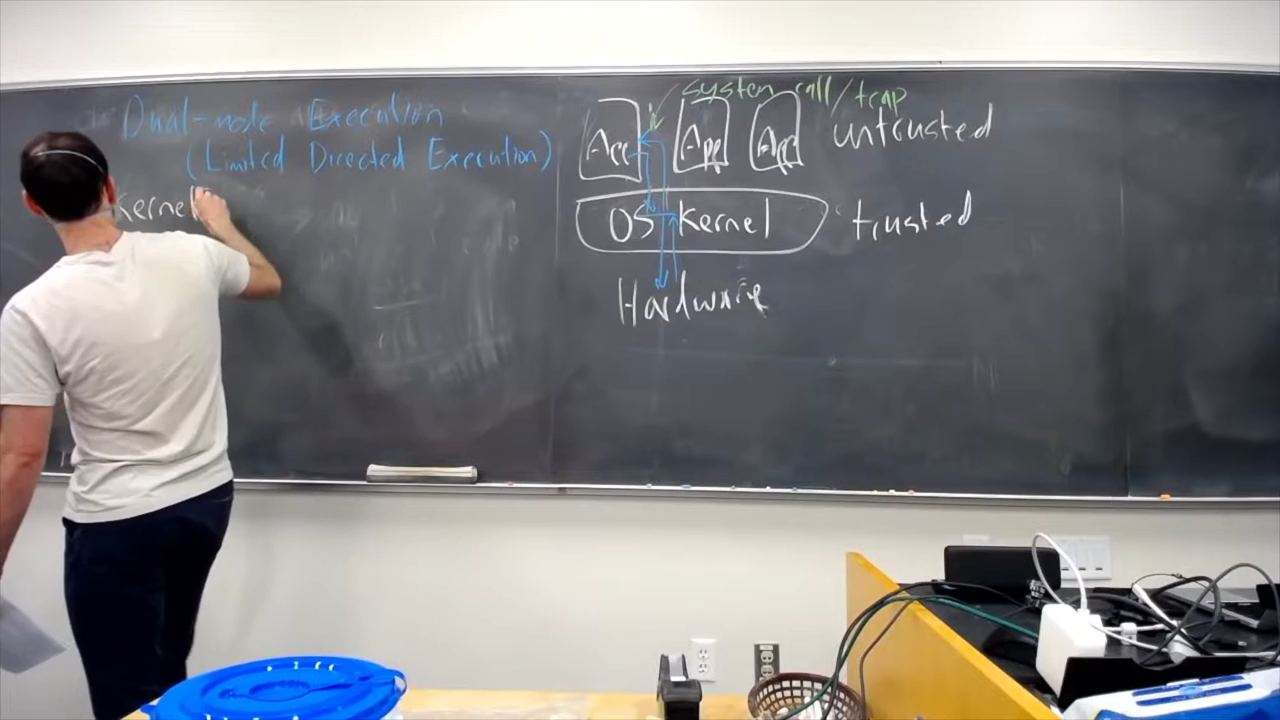 Dual-mode Execution
(Limited Directed Execution)
Kernel
system call/trap
App App App untrusted
OS Kernel trusted
Hardware